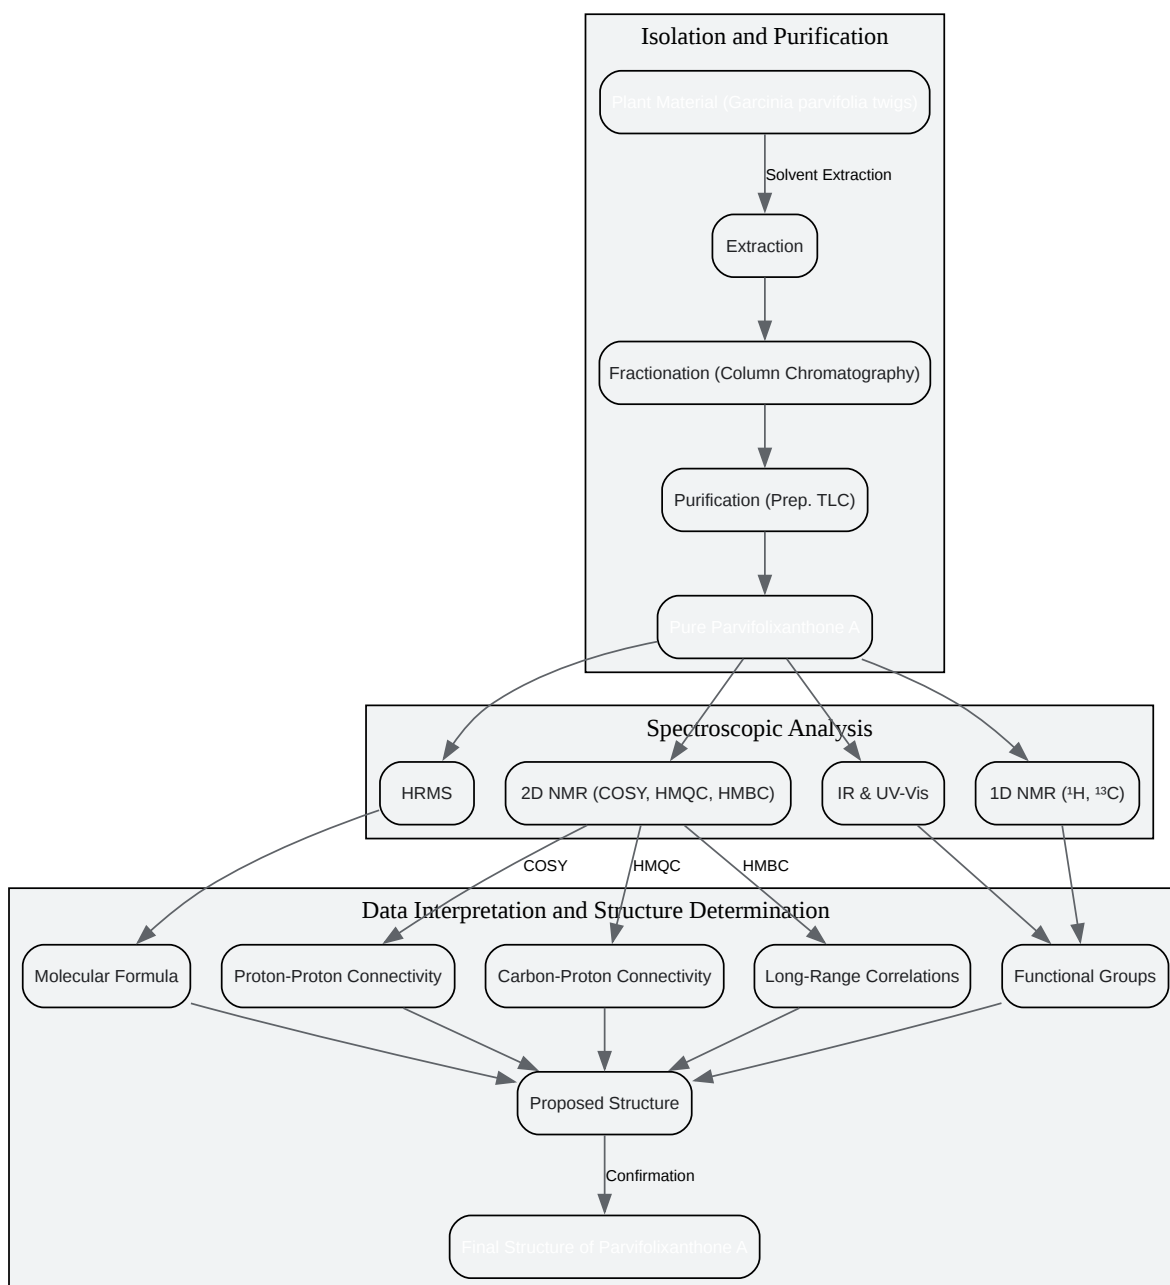 Isolation and Purification
Plant Material (Garcinia parvifolia twigs)
Solvent Extraction
Extraction
Fractionation (Column Chromatography)
Purification (Prep. TLC)
Pure Parvifolixanthone A
Spectroscopic Analysis
HRMS
2D NMR (COSY, HMQC, HMBC)
IR & UV-Vis
1D NMR (¹H, ¹³C)
COSY
HMQC
HMBC
Data Interpretation and Structure Determination
Molecular Formula
Proton-Proton Connectivity
Carbon-Proton Connectivity
Long-Range Correlations
Functional Groups
Proposed Structure
Confirmation
Final Structure of Parvifolixanthone A